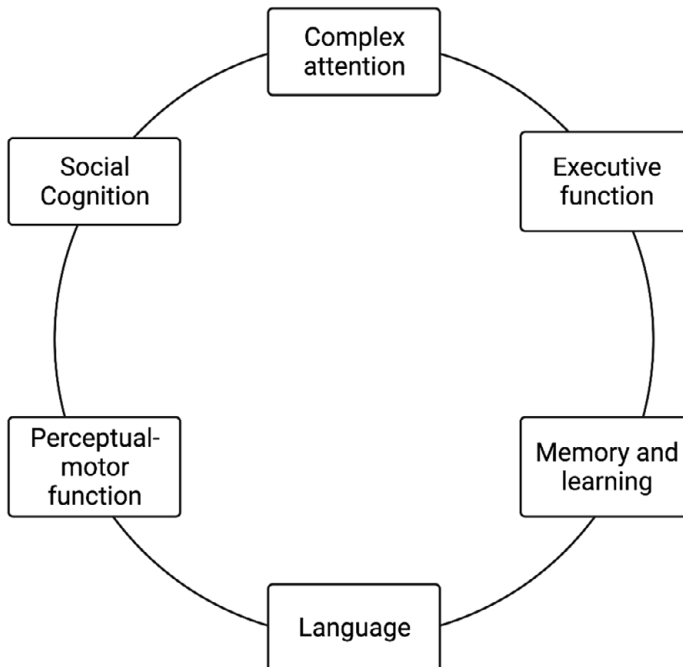 Complex
attention
Social
Cognition
Executive
function
Perceptual-
motor
function
Memory and
learning
Language